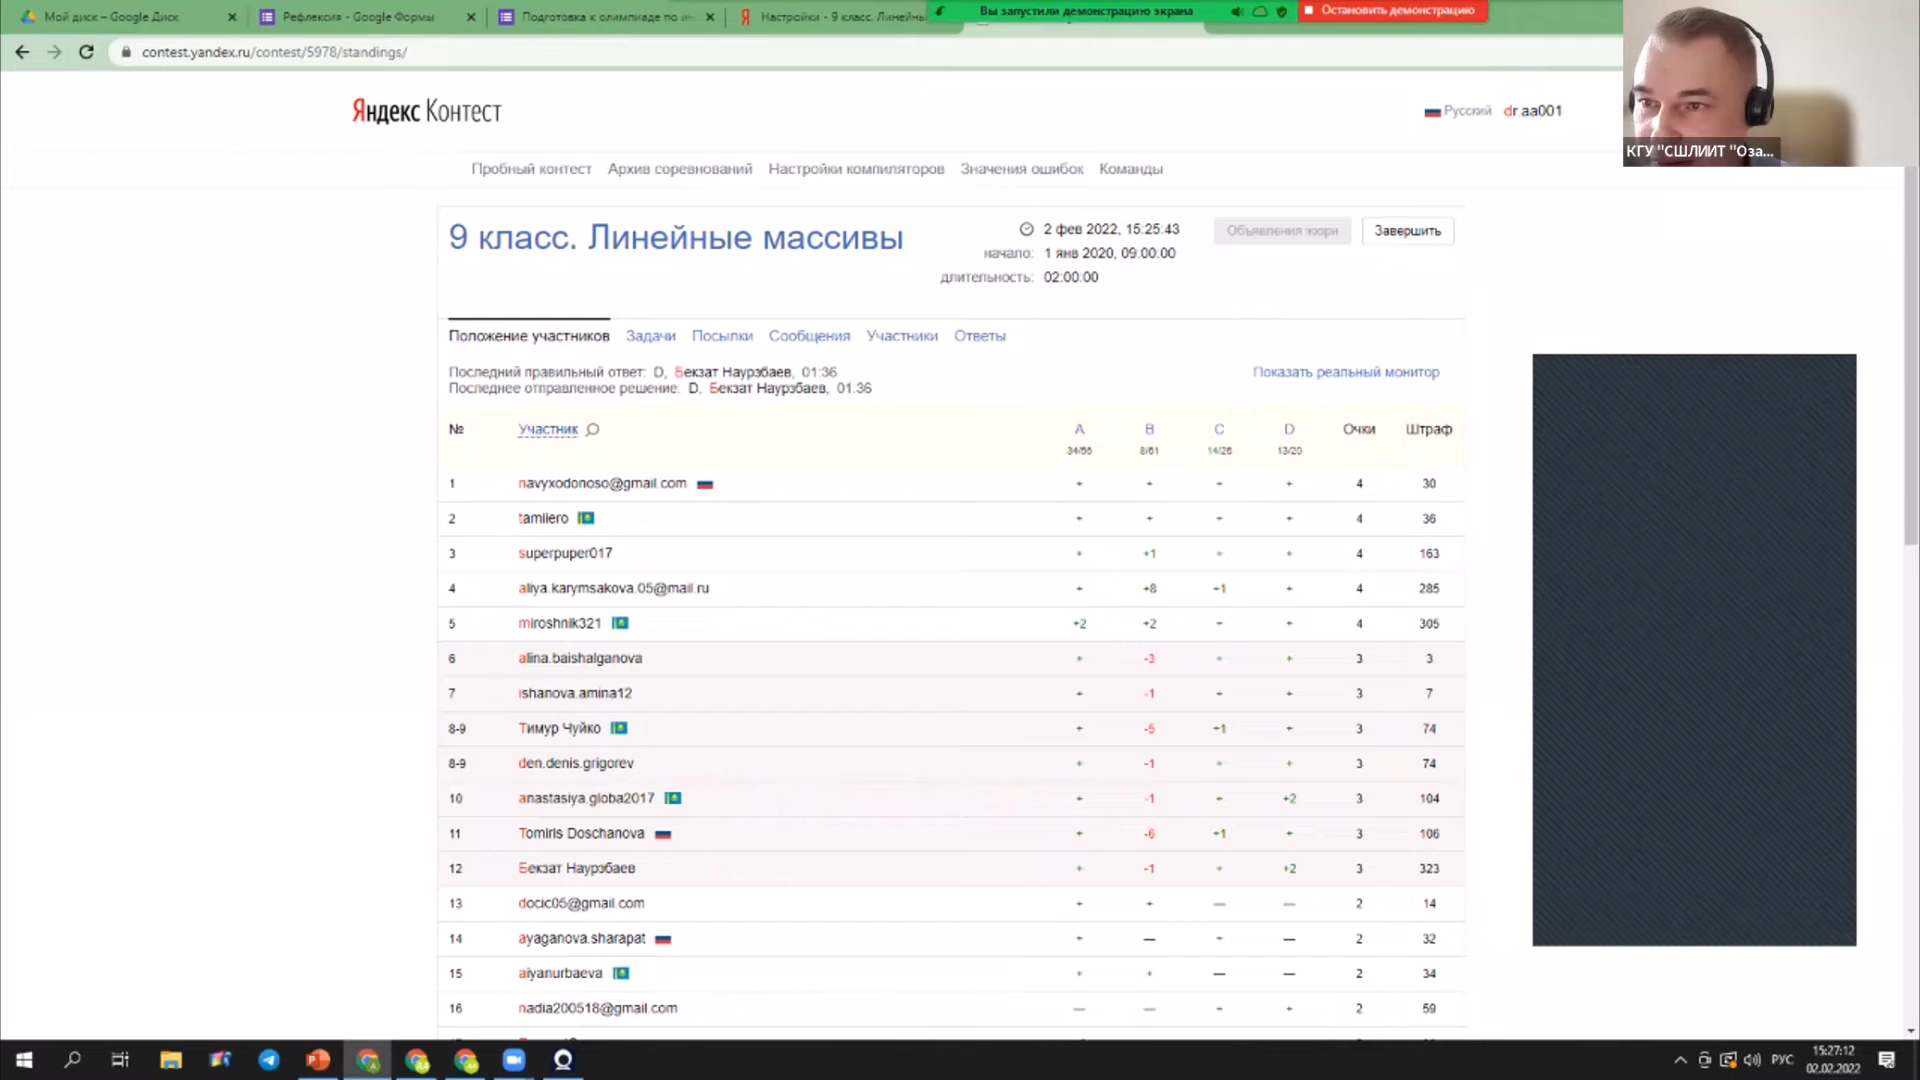 Мой диск – Google Диск
Рефлексия - Google Формы
Подготовка к олимпиаде по ин
Настройки - 9 класс. Линейны
Вы запустили демонстрацию экрана
Остановить демонстрацию
contest.yandex.ru/contest/5978/standings/
Яндекс Контест
Русский dr.aa001
КГУ "СШЛИИТ "Оза...
Пробный контест Архив соревнований Настройки компиляторов Значения ошибок Команды
9 класс. Линейные массивы
2 фев 2022, 15:25:43
начало: 1 янв 2020, 09:00:00
длительность: 02:00:00
Объявления жюри
Завершить
Положение участников Задачи Посылки Сообщения Участники Ответы
Последний правильный ответ: D, Бекзат Наурзбаев, 01:36
Последнее отправленное решение: D, Бекзат Наурзбаев, 01:36
Показать реальный монитор
№ Участник A B C D Очки Штраф
8/61 14/26 13/20
1 navyxodonoso@gmail.com + + + + 4 30
2 tamilero + + + + 4 36
3 superpuper017 + +1 + + 4 163
4 aliya.karymsakova.05@mail.ru + +8 +1 + 4 285
5 miroshnik321 +2 +2 + + 4 305
6 alina.baishalganova + -3 + + 3 3
7 ishanova.amina12 + -1 + + 3 7
8-9 Тимур Чуйко + -5 +1 + 3 74
8-9 den.denis.grigorev + -1 + + 3 74
10 anastasiya.globa2017 + -1 + +2 3 104
11 Tomiris Doschanova + -6 +1 + 3 106
12 Бекзат Наурзбаев + -1 + +2 3 323
13 docic05@gmail.com + + — — 2 14
14 ayaganova.sharapat + — + — 2 32
15 aiyanurbaeva + + — — 2 34
16 nadia200518@gmail.com — — + + 2 59
РУС
15:27:12
02.02.2022